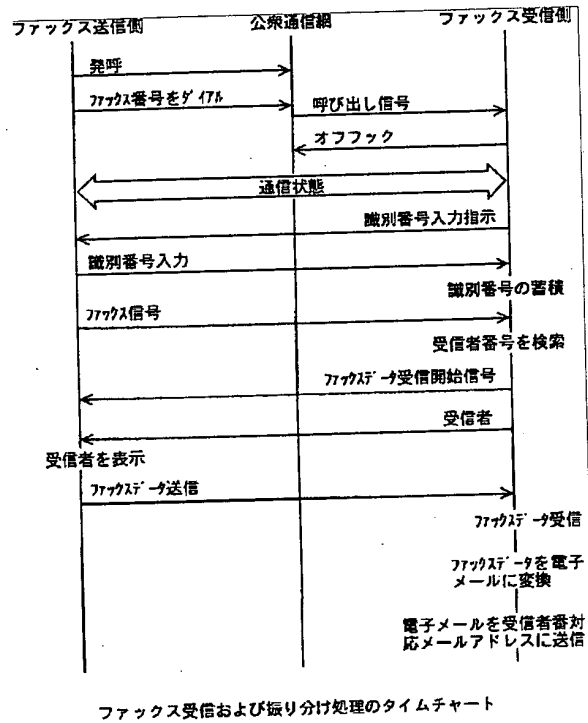 ファックス送信側 公衆通信網 ファックス受信側
発呼
ファックス番号をダイアル
呼び出し信号
オフフック
通信状態
識別番号入力指示
識別番号入力
識別番号の蓄積
ファックス信号
受信者番号を検索
ファックスデータ受信開始信号
受信者
受信者を表示
ファックスデータ送信
ファックスデータ受信
ファックスデータを電子
メールに変換
電子メールを受信者番対
応メールアドレスに送信
ファックス受信および振り分け処理のタイムチャート